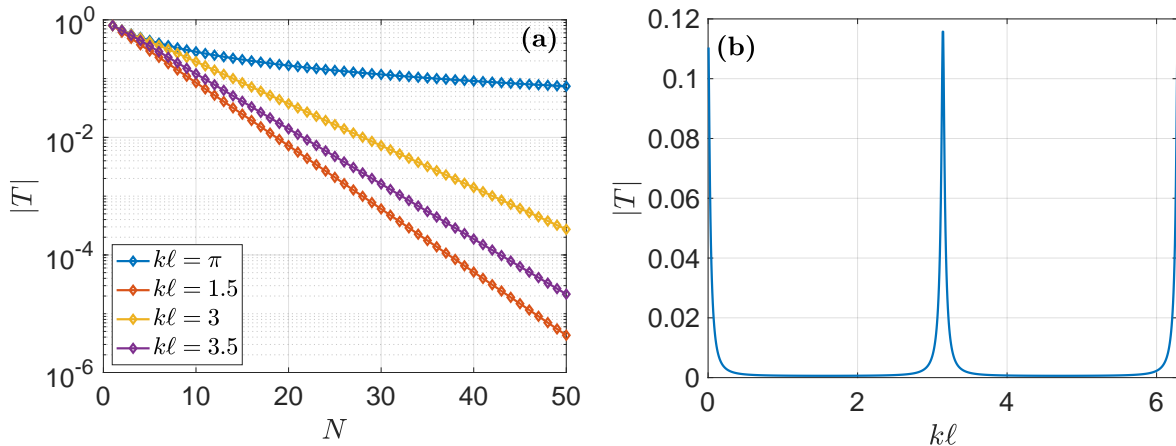 (a)
|T|
10^0
10^{-2}
10^{-4}
10^{-6}
kℓ = π
kℓ = 1.5
kℓ = 3
kℓ = 3.5
0 10 20 30 40 50
N
(b)
|T|
0.12
0.1
0.08
0.06
0.04
0.02
0
0 2 4 6
kℓ